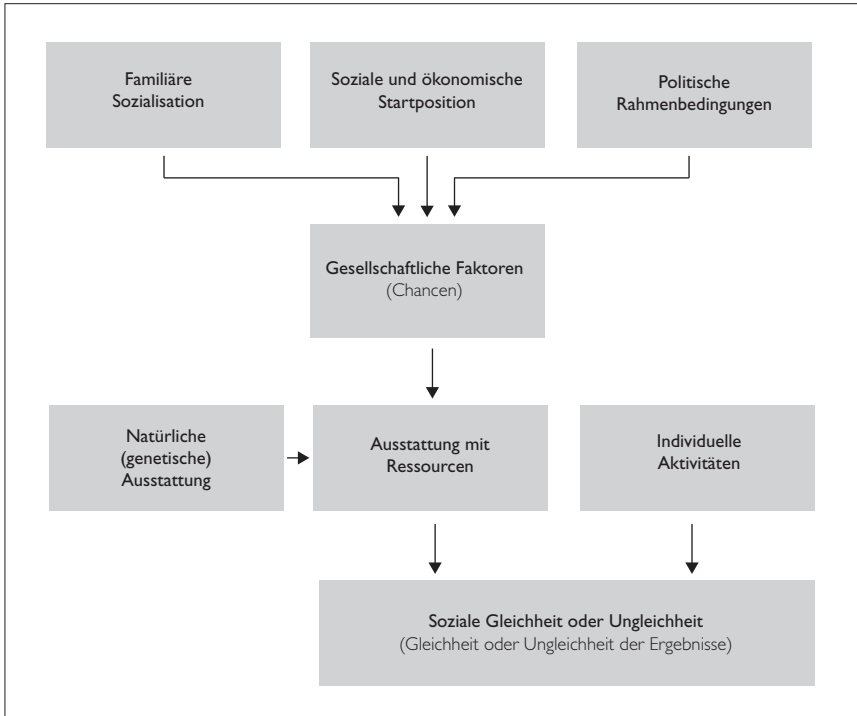 Familiäre
Sozialisation
Soziale und ökonomische
Startposition
Politische
Rahmenbedingungen
Gesellschaftliche Faktoren
(Chancen)
Natürliche
(genetische)
Ausstattung
Ausstattung mit
Ressourcen
Individuelle
Aktivitäten
Soziale Gleichheit oder Ungleichheit
(Gleichheit oder Ungleichheit der Ergebnisse)